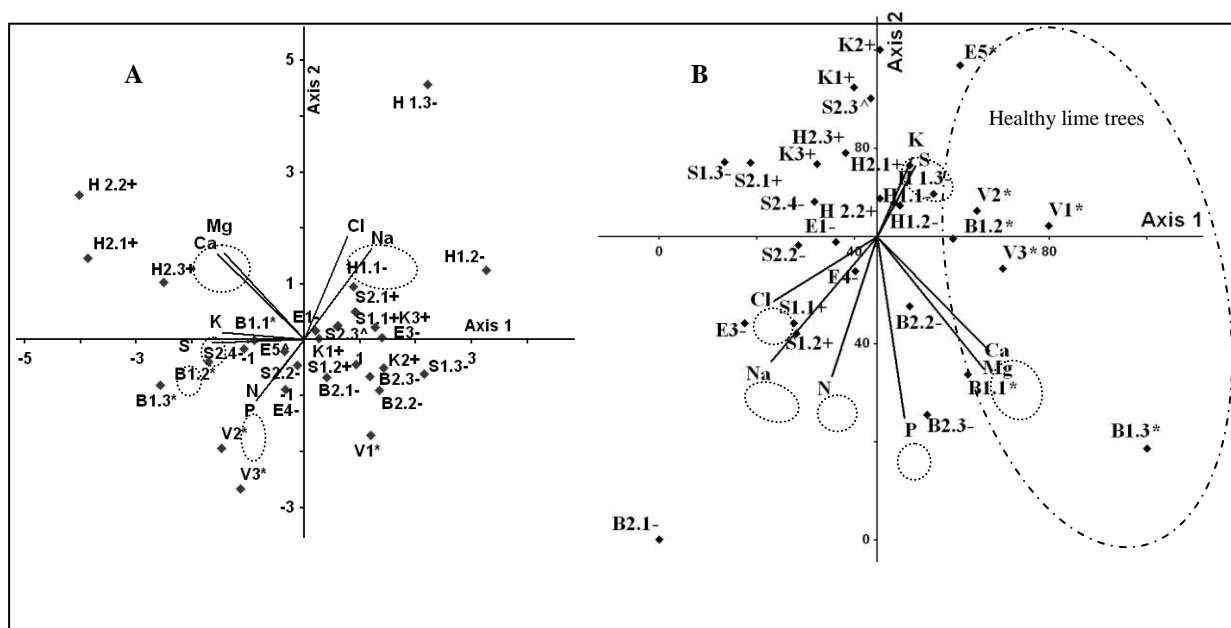 A
Axis 2
5
H 1.3-
3
H 2.2+
Mg
Cl
Ca
Na
H2.1+
H1.2-
H2.3+
H1.1-
1
S2.1+
B1.1*
E1-
S1.1+
K3+
Axis 1
K
S2.3^
E3-
-5
-3
S
S2.4-
-1
E5^
K1+
1
K2+
3
B1.2*
S2.2-
S1.2+
S1.3-
B1.3*
N
B2.1-
B2.3-
-1
P
E4-
B2.2-
V2*
V1*
V3*
-3
B
Axis 2
K2+
E5*
K1+
S2.3^
Healthy lime trees
H2.3+
80
K
S1.3-
K3+
H2.1+
S
S2.1+
H 1.3-
S2.4-
H1.1-
V2*
H 2.2+
H1.2-
B1.2*
V1*
Axis 1
E1-
0
S2.2-
40
V3*
80
E4-
Cl
S1.1+
B2.2-
E3-
S1.2+
40
Ca
Na
N
Mg
B1.1*
P
B2.3-
B1.3*
B2.1-
0